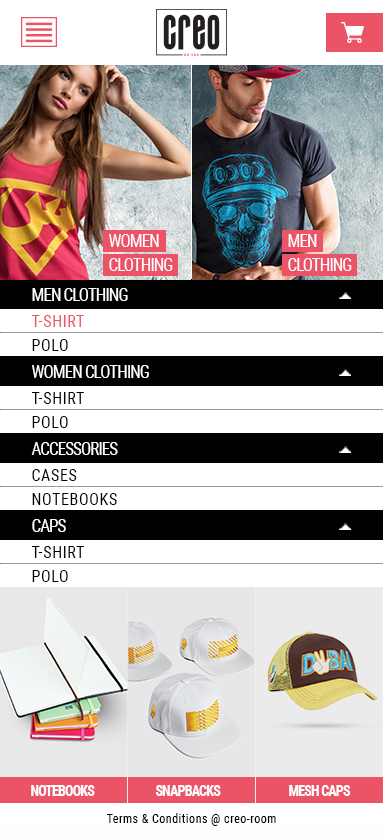 creo
WOMEN
CLOTHING
MEN
CLOTHING
MEN CLOTHING
T-SHIRT
POLO
WOMEN CLOTHING
T-SHIRT
POLO
ACCESSORIES
CASES
NOTEBOOKS
CAPS
T-SHIRT
POLO
DUBAI
NOTEBOOKS
SNAPBACKS
MESH CAPS
Terms & Conditions @ creo-room